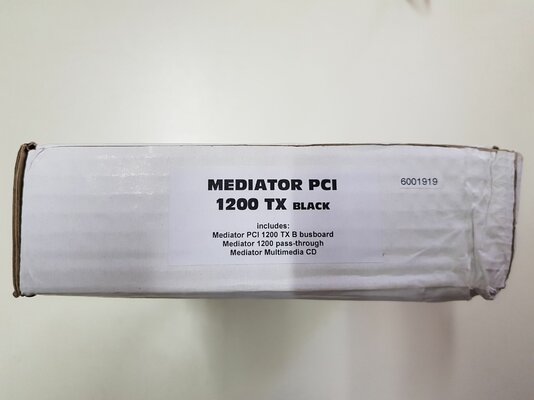 MEDIATOR PCI
1200 TX BLACK
6001919
includes:
Mediator PCI 1200 TX B busboard
Mediator 1200 pass-through
Mediator Multimedia CD